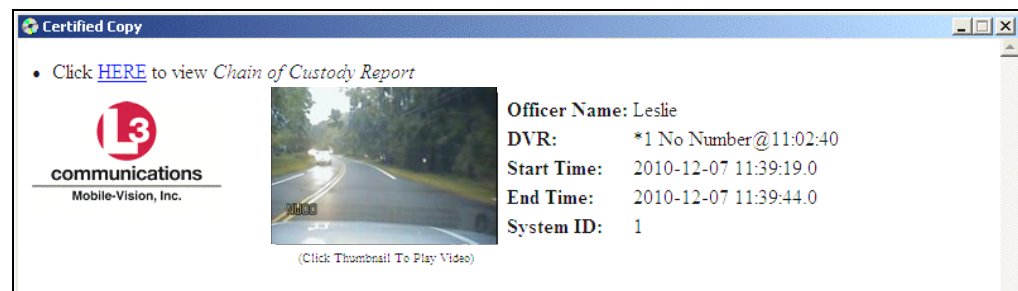 Certified Copy
• Click HERE to view Chain of Custody Report
L3
communications
Mobile-Vision, Inc.
(Click Thumbnail To Play Video)
Officer Name: Leslie
DVR: *1 No Number@11:02:40
Start Time: 2010-12-07 11:39:19.0
End Time: 2010-12-07 11:39:44.0
System ID: 1